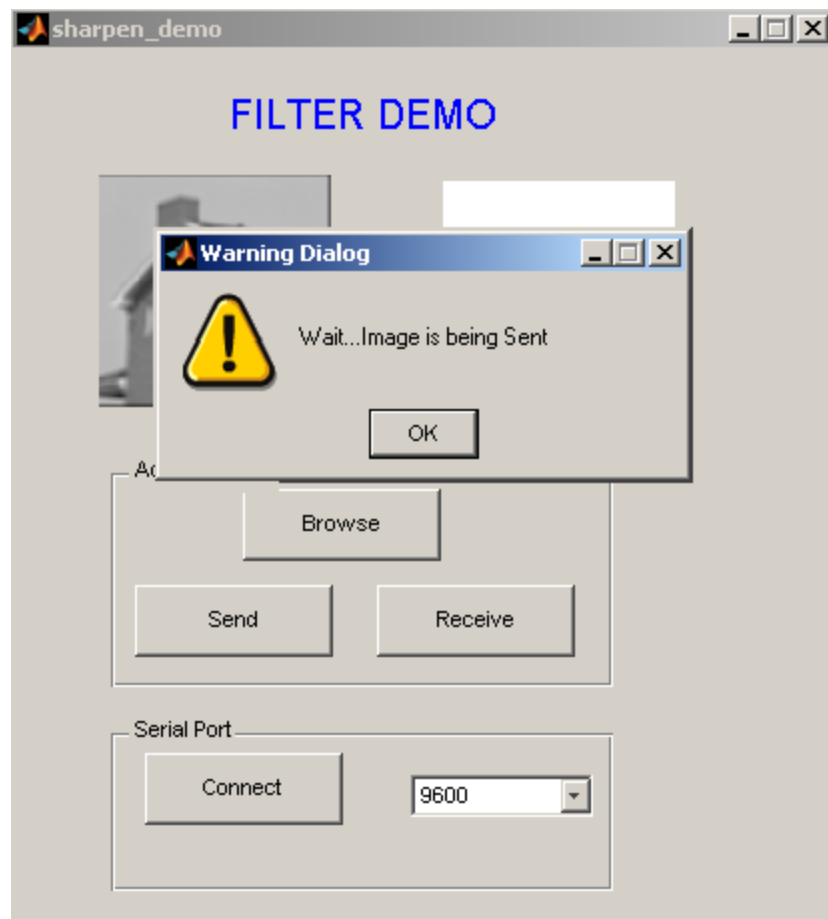 sharpen_demo
FILTER DEMO
Warning Dialog
Wait...Image is being Sent
OK
Browse
Send Receive
Serial Port
Connect 9600